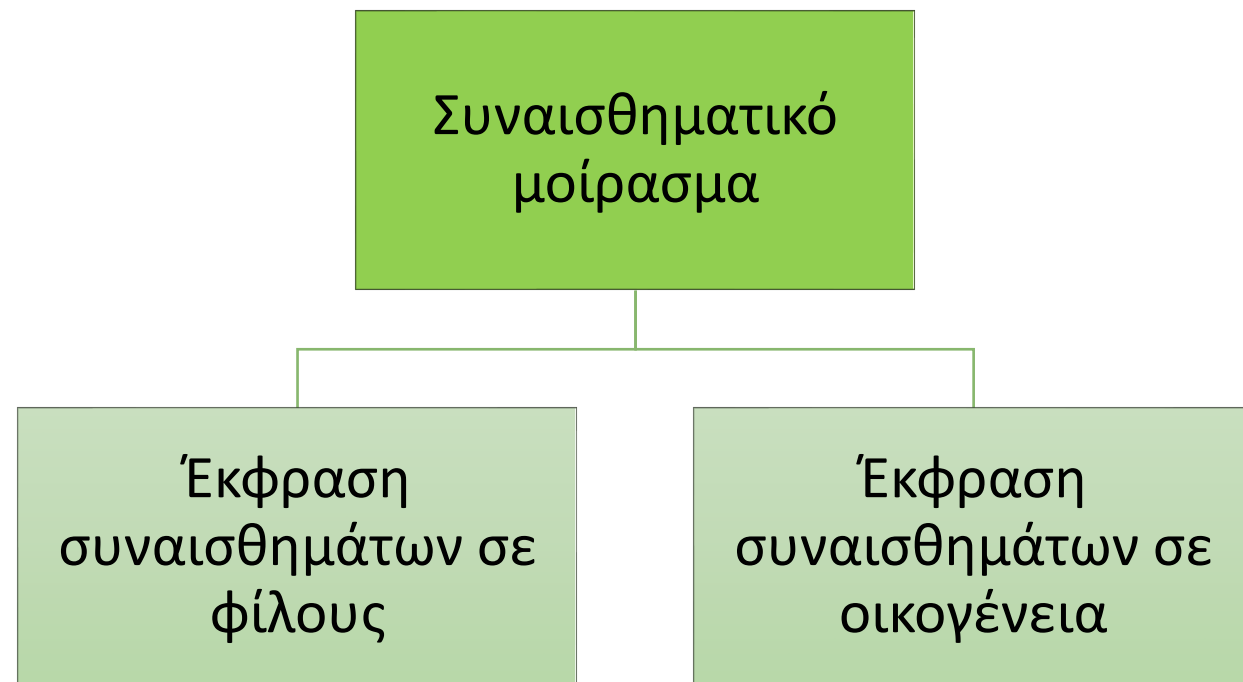 Συναισθηματικό
μοίρασμα
Έκφραση
συναισθημάτων σε
φίλους
Έκφραση
συναισθημάτων σε
οικογένεια